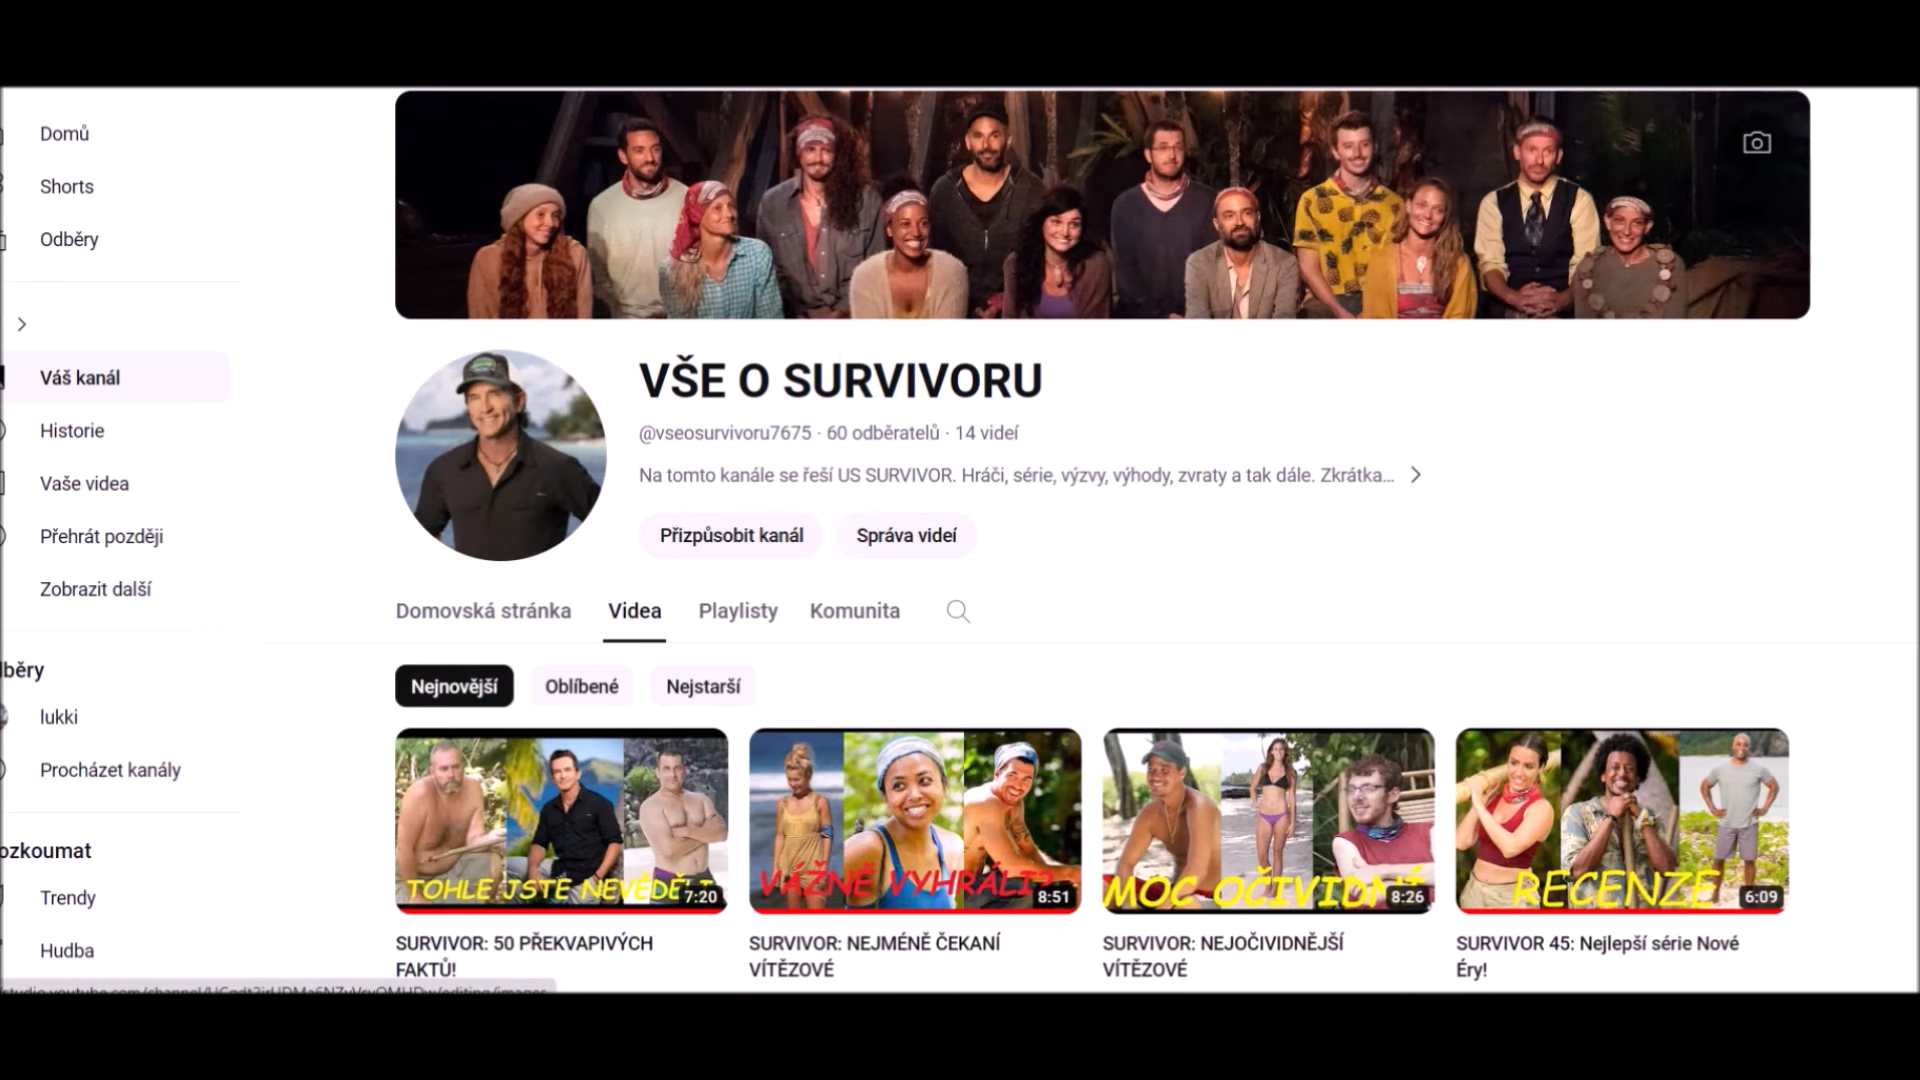 Domů
Shorts
Odběry
Váš kanál
Historie
Vaše videa
Přehrát později
Zobrazit další
lukki
Procházet kanály
Trendy
Hudba
VŠE O SURVIVORU
@vseosurvivoru7675 · 60 odběratelů · 14 videí
Na tomto kanále se řeší US SURVIVOR. Hráči, série, výzvy, výhody, zvraty a tak dále. Zkrátka...
Přizpůsobit kanál
Správa videí
Domovská stránka
Videa
Playlisty
Komunita
Nejnovější
Oblíbené
Nejstarší
TOHLE JSTE
7:20
SURVIVOR: 50 PŘEKVAPIVÝCH
FAKTŮ!
VÁŽNĚ VYHRÁLI?
8:51
SURVIVOR: NEJMÉNĚ ČEKANÍ
VÍTĚZOVÉ
MOC
8:26
SURVIVOR: NEJOČIVIDNĚJŠÍ
VÍTĚZOVÉ
RECENZE
6:09
SURVIVOR 45: Nejlepší série Nové
Éry!